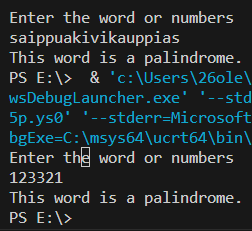 Enter the word or numbers
saippuakivikauppias
This word is a palindrome.
PS E:\>  & 'c:\Users\26ole\
wsDebugLauncher.exe' '--std
5p.ys0' '--stderr=Microsoft
bgExe=C:\msys64\ucrt64\bin\
Enter the word or numbers
123321
This word is a palindrome.
PS E:\>